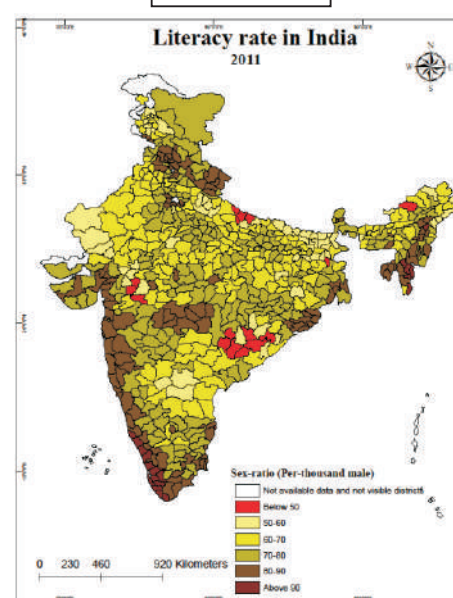 Literacy rate in India
2011
N
W
S
Sex-ratio (Per-thousand male)
Not available data and not visible districts
Below 50
50-60
60-70
70-80
80-90
Above 90
0 230 460 920 Kilometers